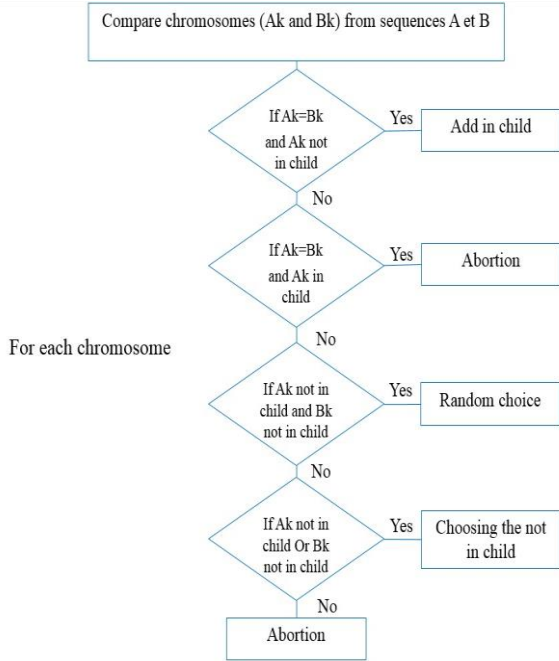 Compare chromosomes (Ak and Bk) from sequences A et B
If Ak=Bk
and Ak not
in child
Yes
Add in child
No
If Ak=Bk
and Ak in
child
Yes
Abortion
No
For each chromosome
If Ak not in
child and Bk
not in child
Yes
Random choice
No
If Ak not in
child Or Bk
not in child
Yes
Choosing the not
in child
No
Abortion